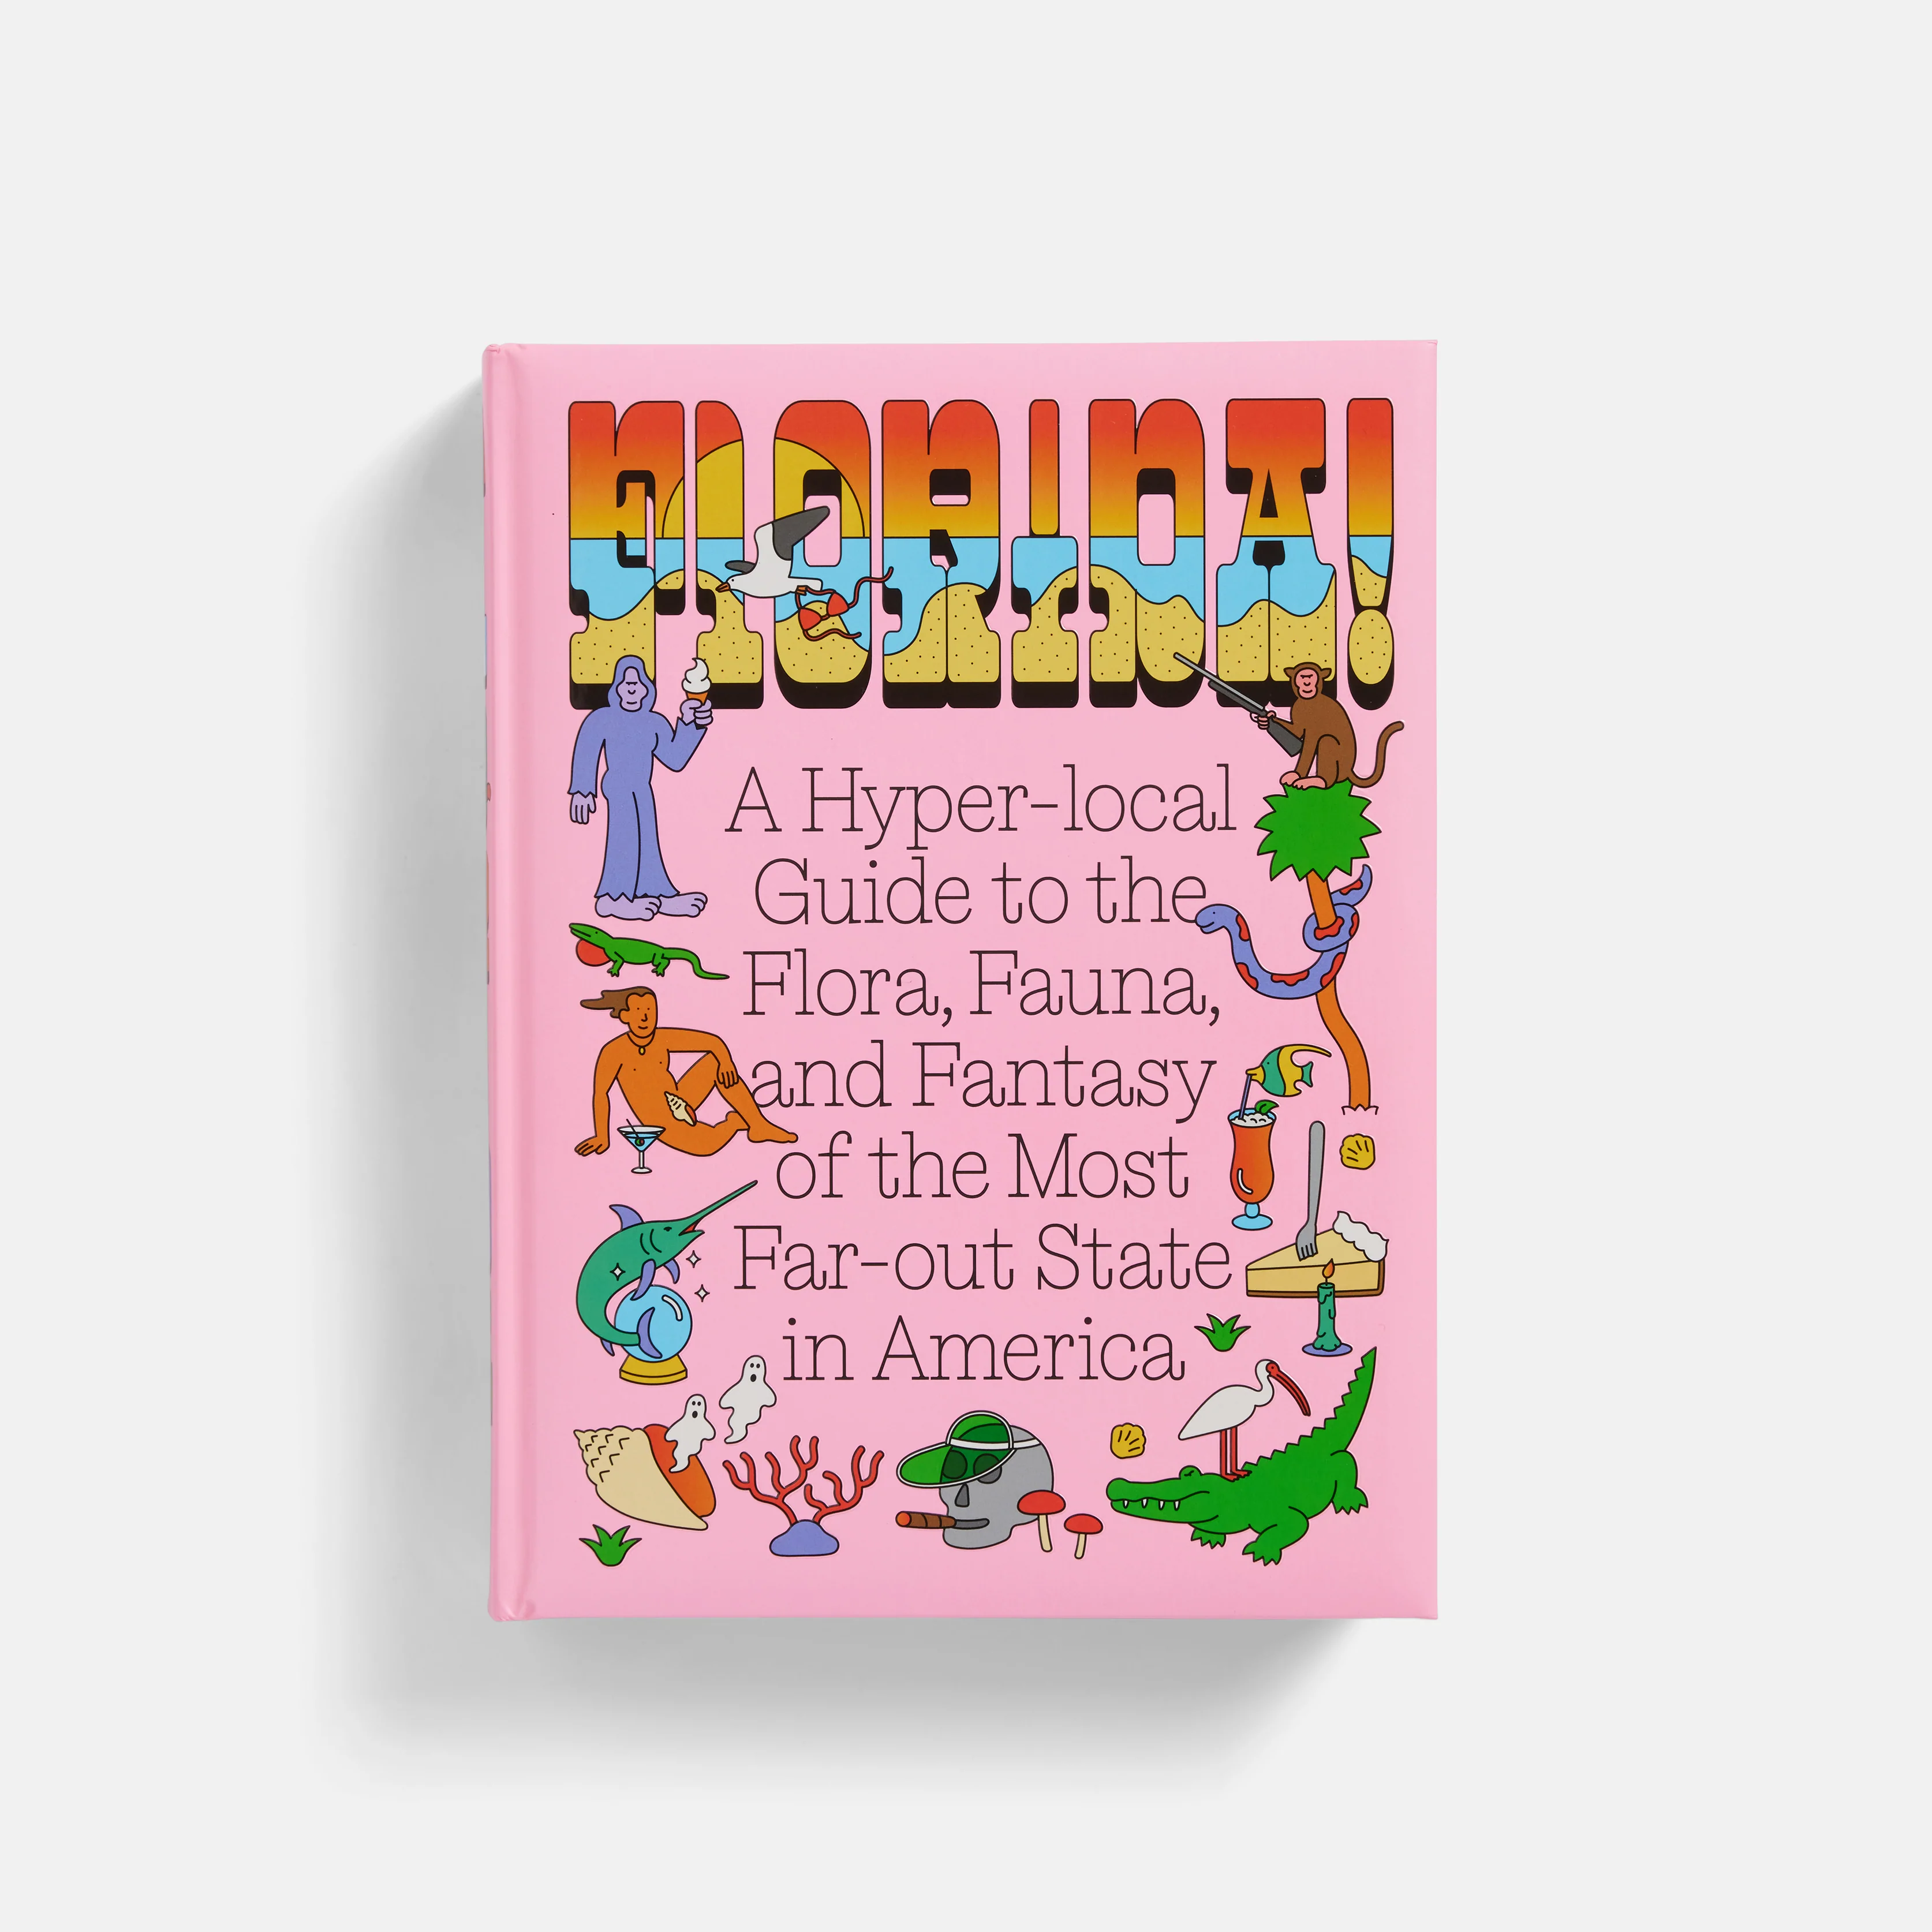 FLORIDA!
A Hyper-local
Guide to the
Flora, Fauna,
and Fantasy
of the Most
Far-out State
in America